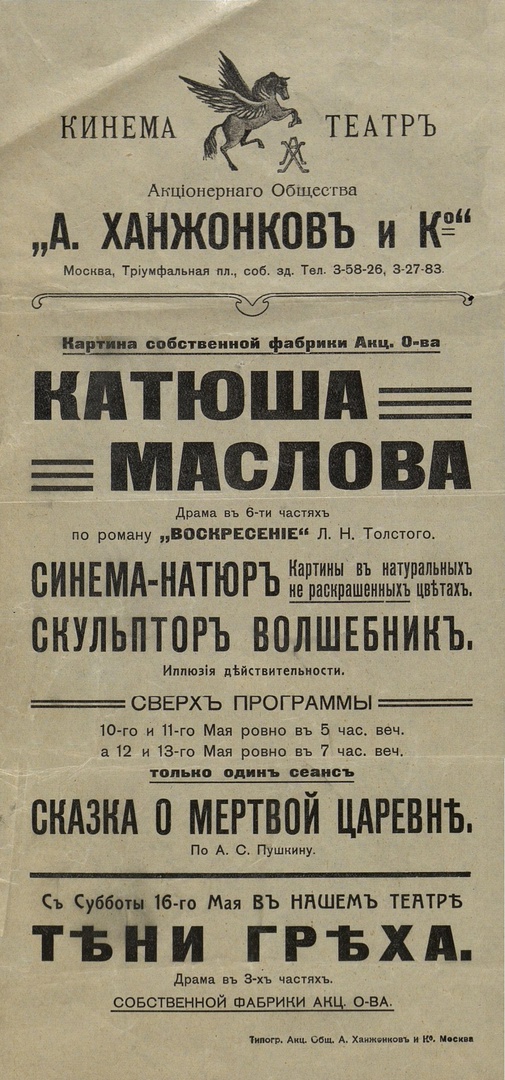 КИНЕМА ТЕАТРЪ
Акціонернаго Общества
„А. ХАНЖОНКОВЪ и Кº“
Москва, Тріумфальная пл., соб. зд. Тел. 3-58-26, 3-27-83.
Картина собственной фабрики Акц. О-ва
КАТЮША
МАСЛОВА
Драма въ 6-ти частяхъ
по роману „ВОСКРЕСЕНІЕ“ Л. Н. Толстого.
СИНЕМА-НАТЮРЪ Картины въ натуральныхъ
не раскрашенныхъ цвѣтахъ.
СКУЛЬПТОРЪ ВОЛШЕБНИКЪ.
Иллюзія дѣйствительности.
СВЕРХЪ ПРОГРАММЫ
10-го и 11-го Мая ровно въ 5 час. веч.
а 12 и 13-го Мая ровно въ 7 час. веч.
только одинъ сеансъ
СКАЗКА О МЕРТВОЙ ЦАРЕВНѢ.
По А. С. Пушкину.
Съ Субботы 16-го Мая ВЪ НАШЕМЪ ТЕАТРѢ
ТѢНИ ГРѢХА.
Драма въ 3-хъ частяхъ.
СОБСТВЕННОЙ ФАБРИКИ АКЦ. О-ВА.
Типогр. Акц. Общ. А. Ханжонковъ и Кº. Москва